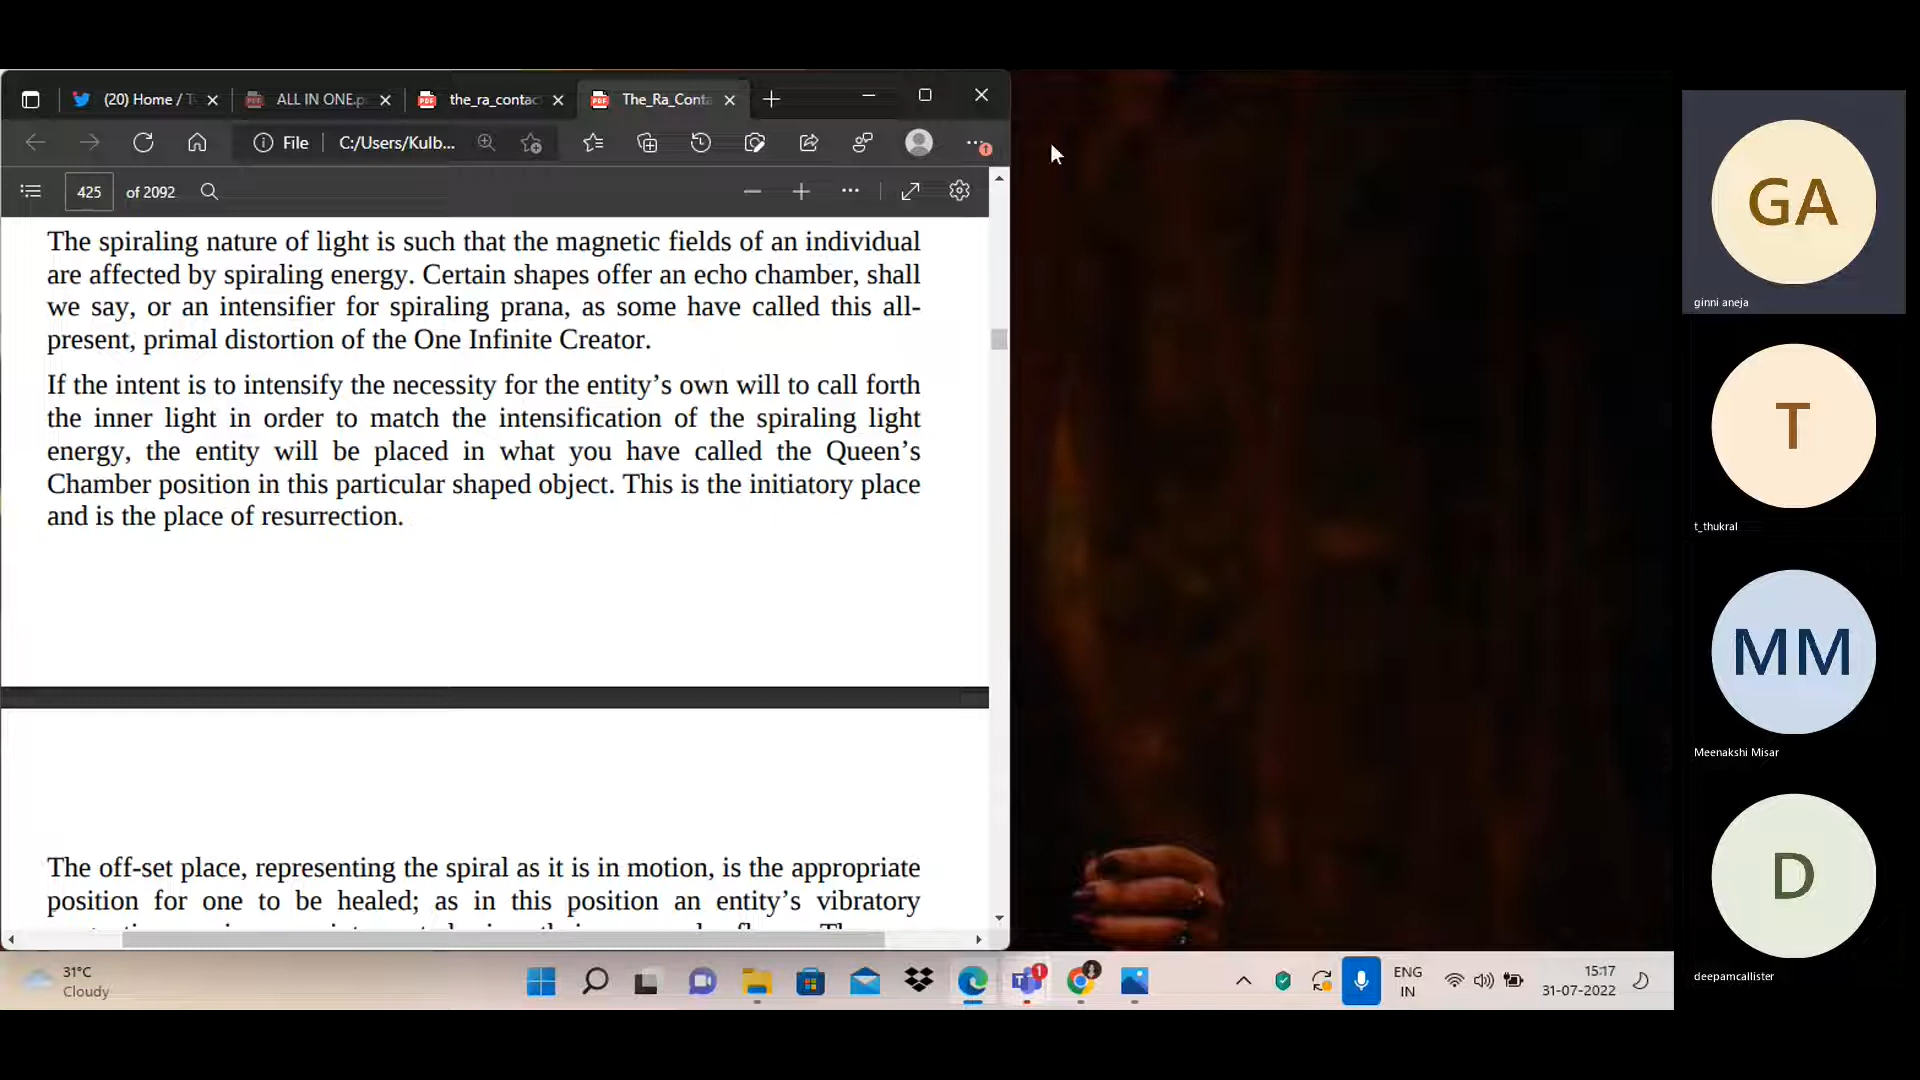 (20) Home / T
ALL IN ONE.p
the_ra_contac
The_Ra_Conta
File
C:/Users/Kulb...
425 of 2092
The spiraling nature of light is such that the magnetic fields of an individual
are affected by spiraling energy. Certain shapes offer an echo chamber, shall
we say, or an intensifier for spiraling prana, as some have called this all-
present, primal distortion of the One Infinite Creator.
If the intent is to intensify the necessity for the entity’s own will to call forth
the inner light in order to match the intensification of the spiraling light
energy, the entity will be placed in what you have called the Queen’s
Chamber position in this particular shaped object. This is the initiatory place
and is the place of resurrection.
The off-set place, representing the spiral as it is in motion, is the appropriate
position for one to be healed; as in this position an entity’s vibratory
GA
ginni aneja
T
t_thukral
MM
Meenakshi Misar
D
deepamcallister
31°C
Cloudy
1
ENG
IN
15:17
31-07-2022